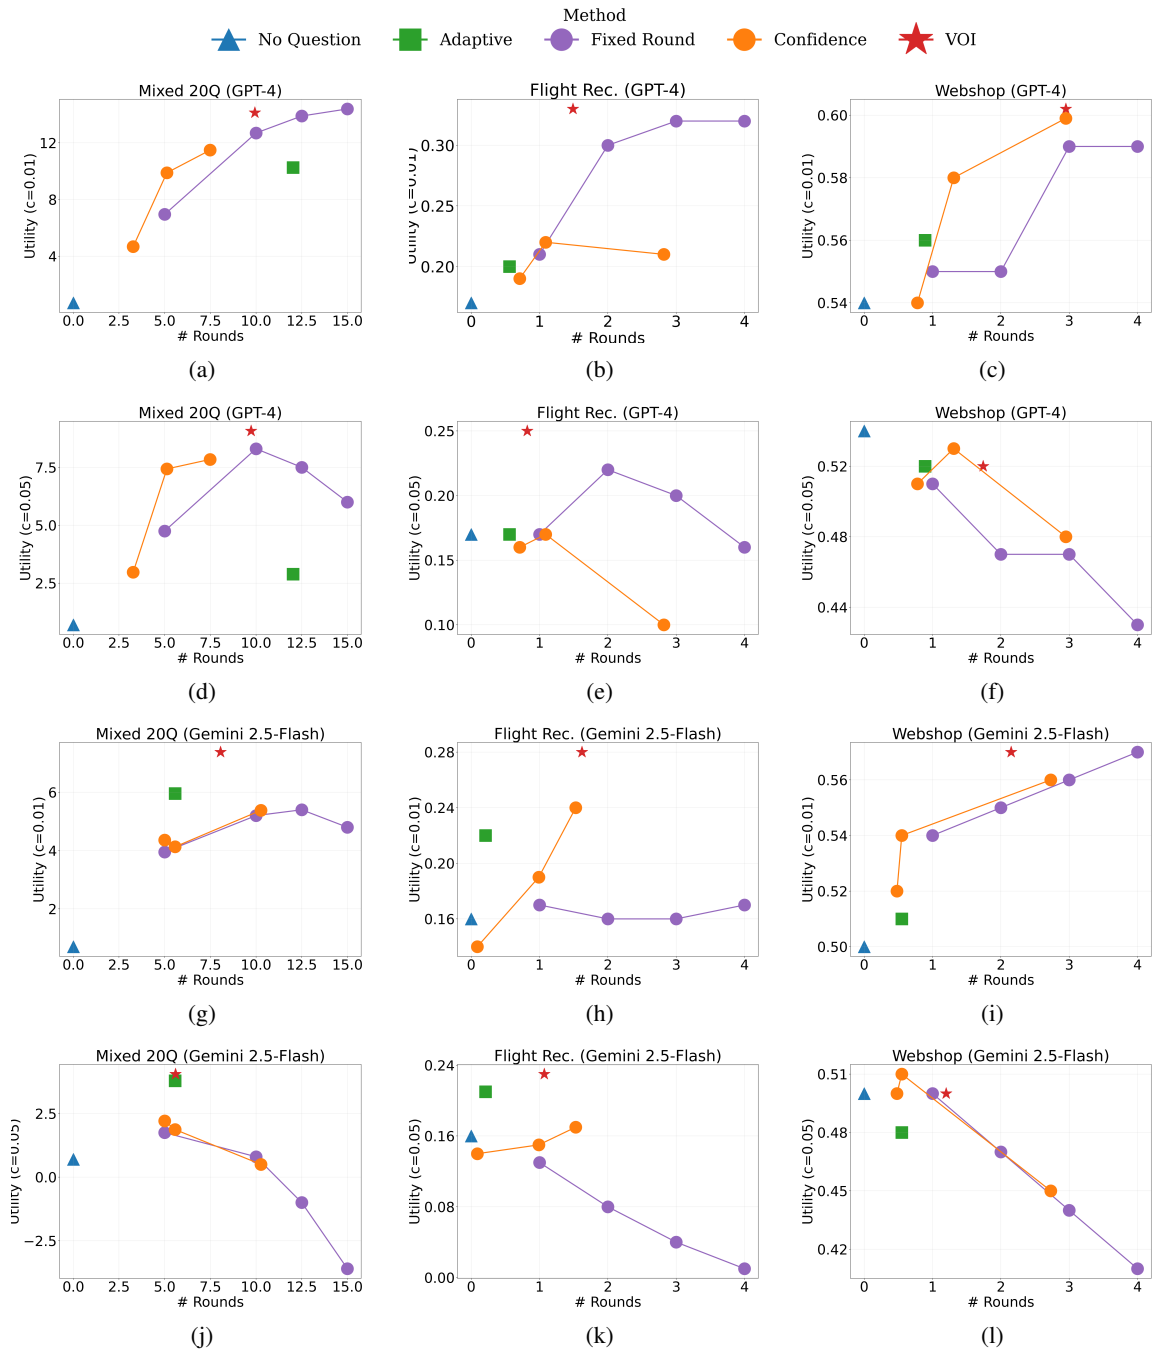 Method
No Question Adaptive Fixed Round Confidence VOI
Mixed 20Q (GPT-4)
Utility (c=0.01)
12
8
4
0.0 2.5 5.0 7.5 10.0 12.5 15.0
# Rounds
(a)
Flight Rec. (GPT-4)
Utility (c=0.01)
0.30
0.25
0.20
0 1 2 3 4
# Rounds
(b)
Webshop (GPT-4)
Utility (c=0.01)
0.60
0.58
0.56
0.54
0 1 2 3 4
# Rounds
(c)
Mixed 20Q (GPT-4)
Utility (c=0.05)
7.5
5.0
2.5
0.0 2.5 5.0 7.5 10.0 12.5 15.0
# Rounds
(d)
Flight Rec. (GPT-4)
Utility (c=0.05)
0.25
0.20
0.15
0.10
0 1 2 3 4
# Rounds
(e)
Webshop (GPT-4)
Utility (c=0.05)
0.52
0.48
0.44
0 1 2 3 4
# Rounds
(f)
Mixed 20Q (Gemini 2.5-Flash)
Utility (c=0.01)
6
4
2
0.0 2.5 5.0 7.5 10.0 12.5 15.0
# Rounds
(g)
Flight Rec. (Gemini 2.5-Flash)
Utility (c=0.01)
0.28
0.24
0.20
0.16
0 1 2 3 4
# Rounds
(h)
Webshop (Gemini 2.5-Flash)
Utility (c=0.01)
0.56
0.54
0.52
0.50
0 1 2 3 4
# Rounds
(i)
Mixed 20Q (Gemini 2.5-Flash)
Utility (c=0.05)
2.5
0.0
−2.5
0.0 2.5 5.0 7.5 10.0 12.5 15.0
# Rounds
(j)
Flight Rec. (Gemini 2.5-Flash)
Utility (c=0.05)
0.24
0.16
0.08
0.00
0 1 2 3 4
# Rounds
(k)
Webshop (Gemini 2.5-Flash)
Utility (c=0.05)
0.51
0.48
0.45
0.42
0 1 2 3 4
# Rounds
(l)